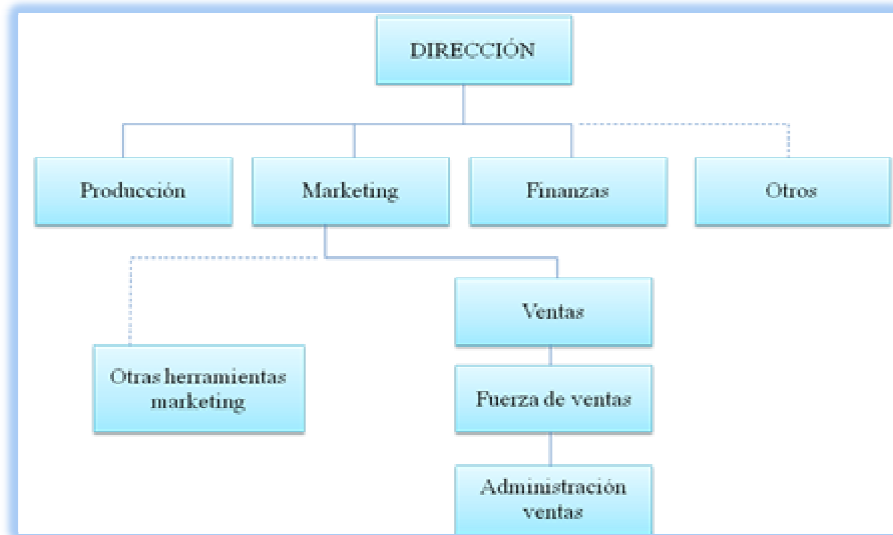 DIRECCIÓN
Producción
Marketing
Finanzas
Otros
Ventas
Otras herramientas
marketing
Fuerza de ventas
Administración
ventas